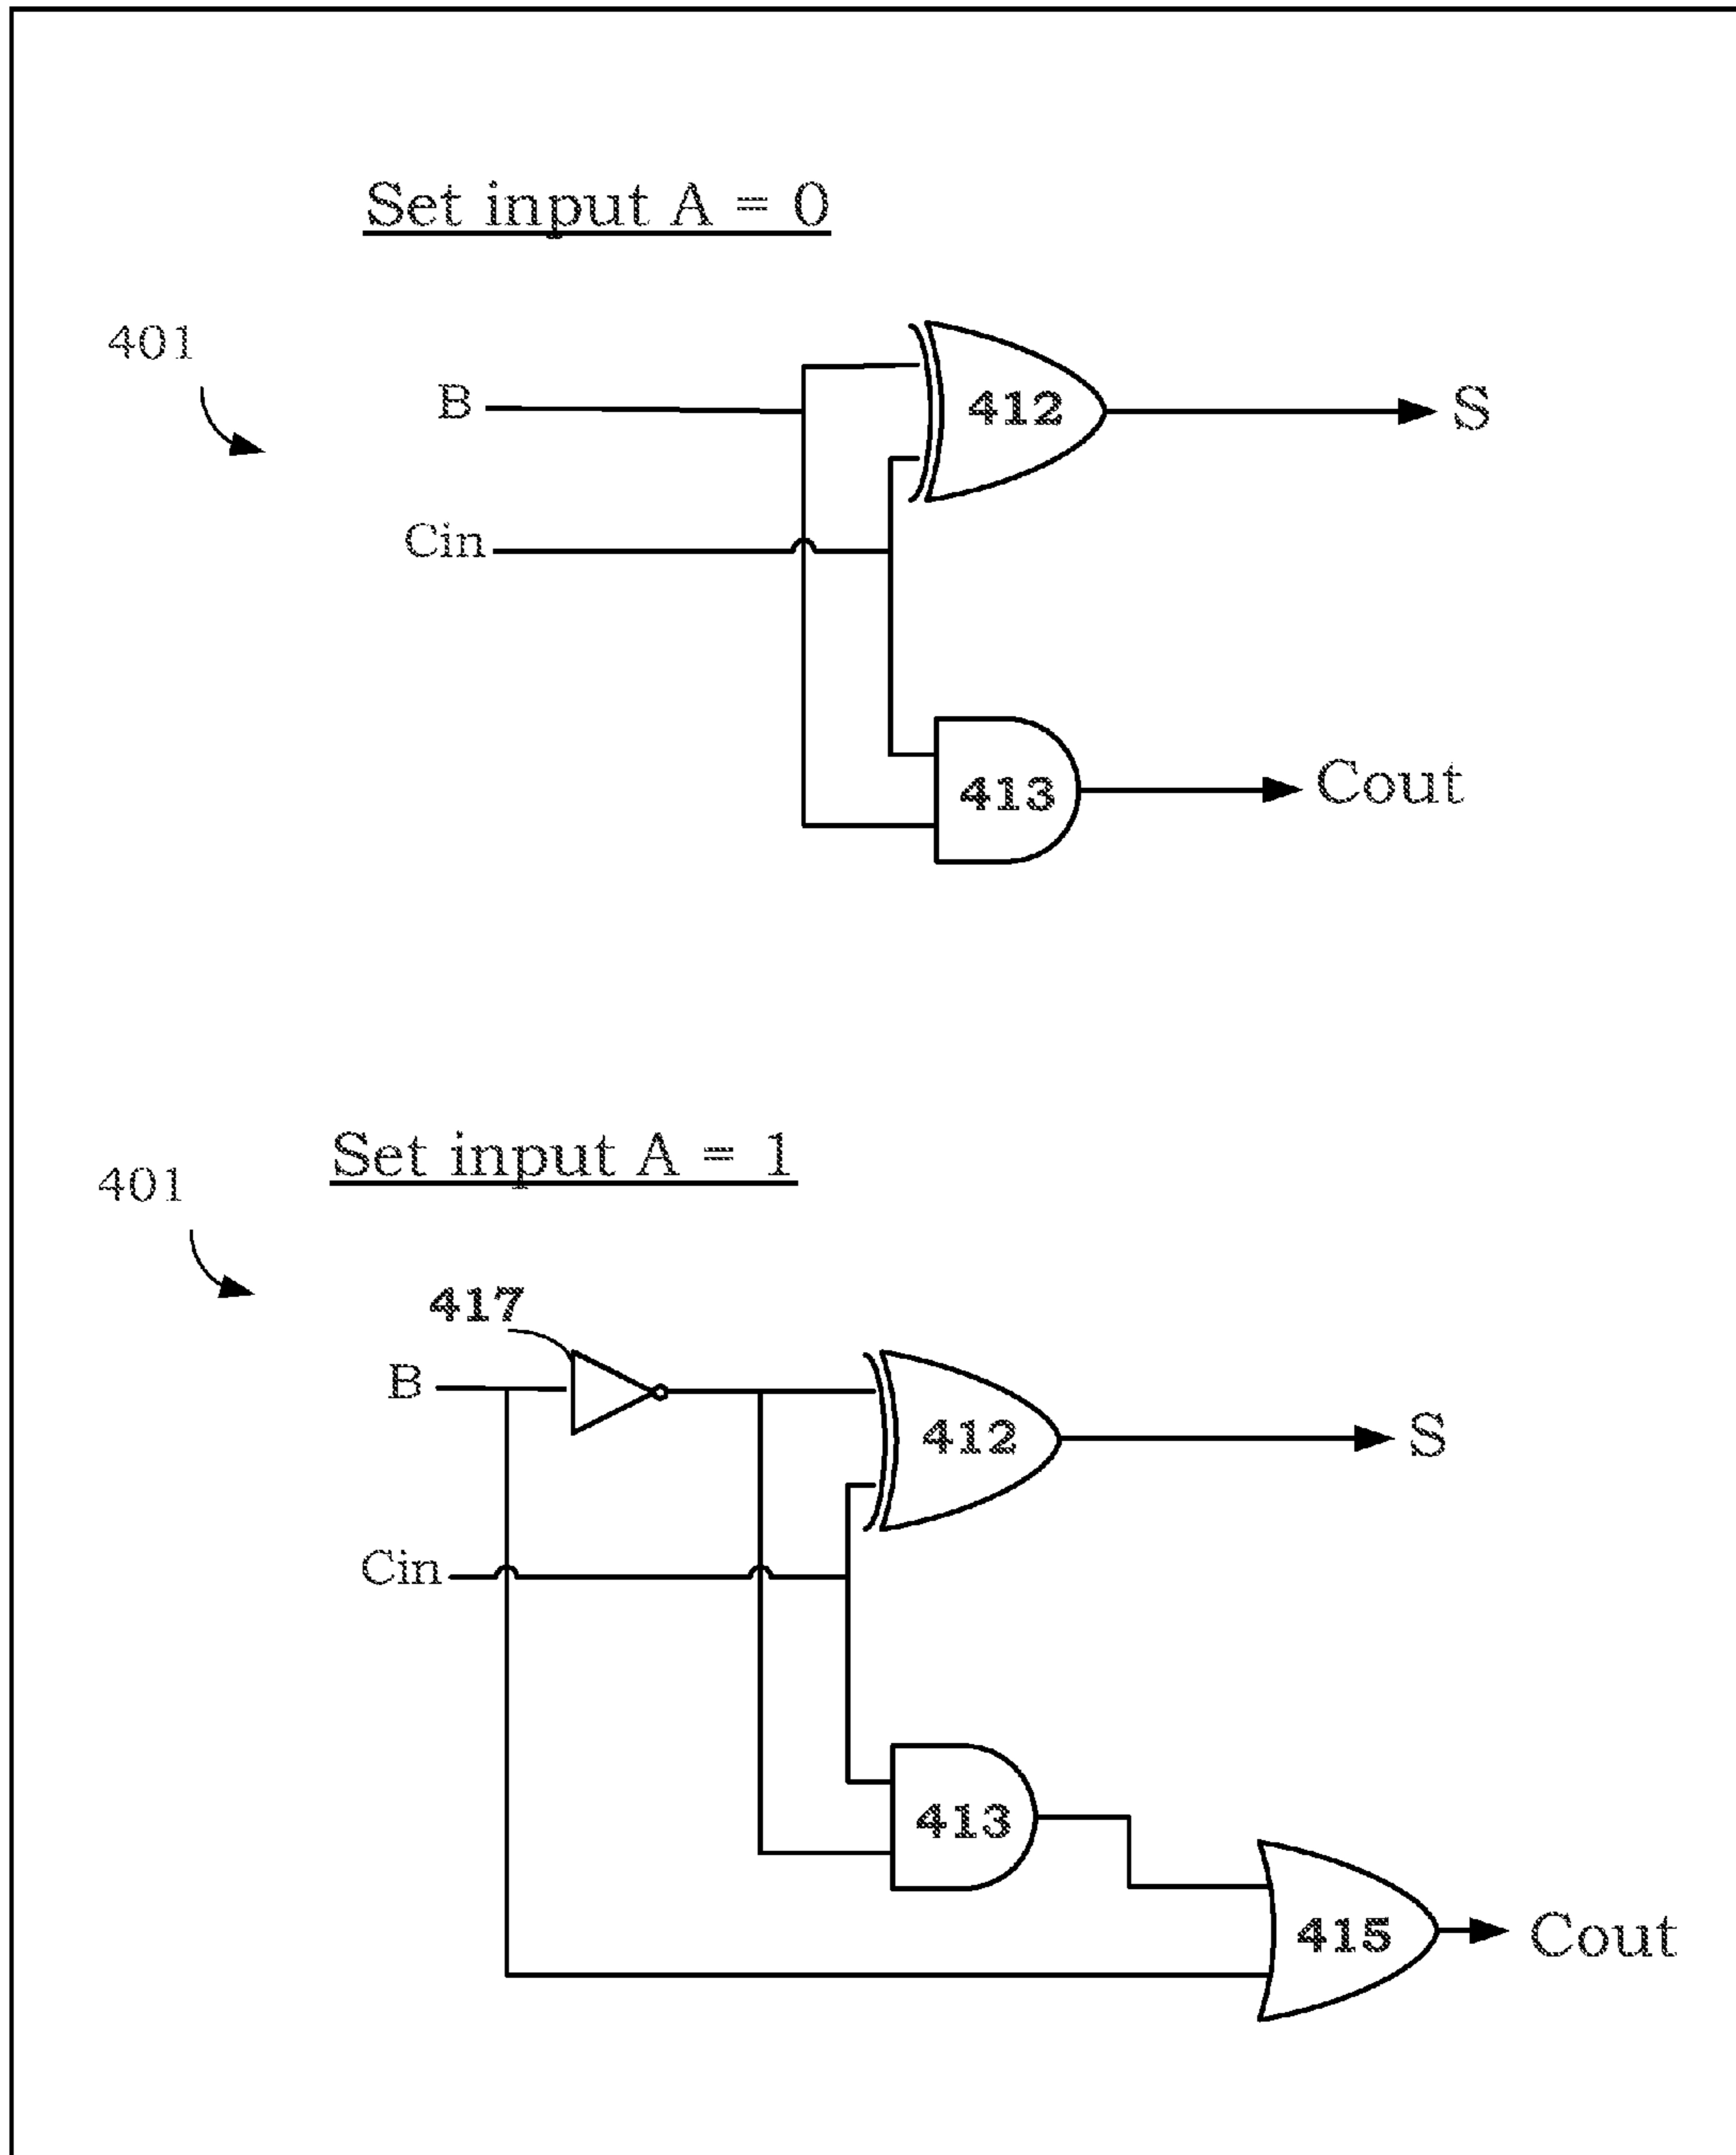 Set input A = 0
401
B
412
S
Cin
413
Cout
Set input A = 1
401
417
B
412
S
Cin
413
415
Cout